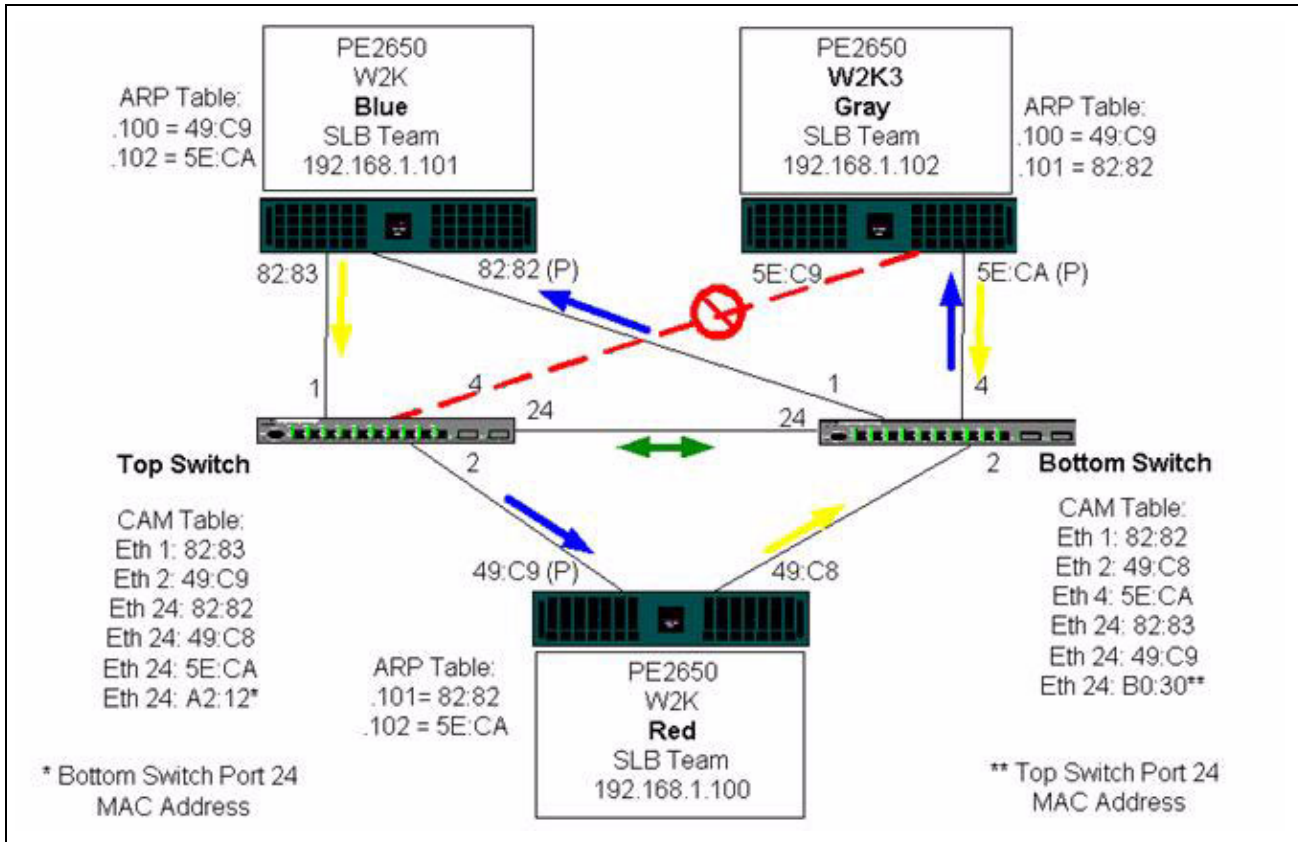 PE2650
W2K
Blue
SLB Team
192.168.1.101
ARP Table:
.100 = 49:C9
.102 = 5E:CA
PE2650
W2K3
Gray
SLB Team
192.168.1.102
ARP Table:
.100 = 49:C9
.101 = 82:82
82:83
82:82 (P)
5E:C9
5E:CA (P)
1
4
24
2
24
1
4
2
Top Switch
Bottom Switch
CAM Table:
Eth 1: 82:83
Eth 2: 49:C9
Eth 24: 82:82
Eth 24: 49:C8
Eth 24: 5E:CA
Eth 24: A2:12*
CAM Table:
Eth 1: 82:82
Eth 2: 49:C8
Eth 4: 5E:CA
Eth 24: 82:83
Eth 24: 49:C9
Eth 24: B0:30**
49:C9 (P)
49:C8
ARP Table:
.101= 82:82
.102 = 5E:CA
PE2650
W2K
Red
SLB Team
192.168.1.100
* Bottom Switch Port 24
MAC Address
** Top Switch Port 24
MAC Address